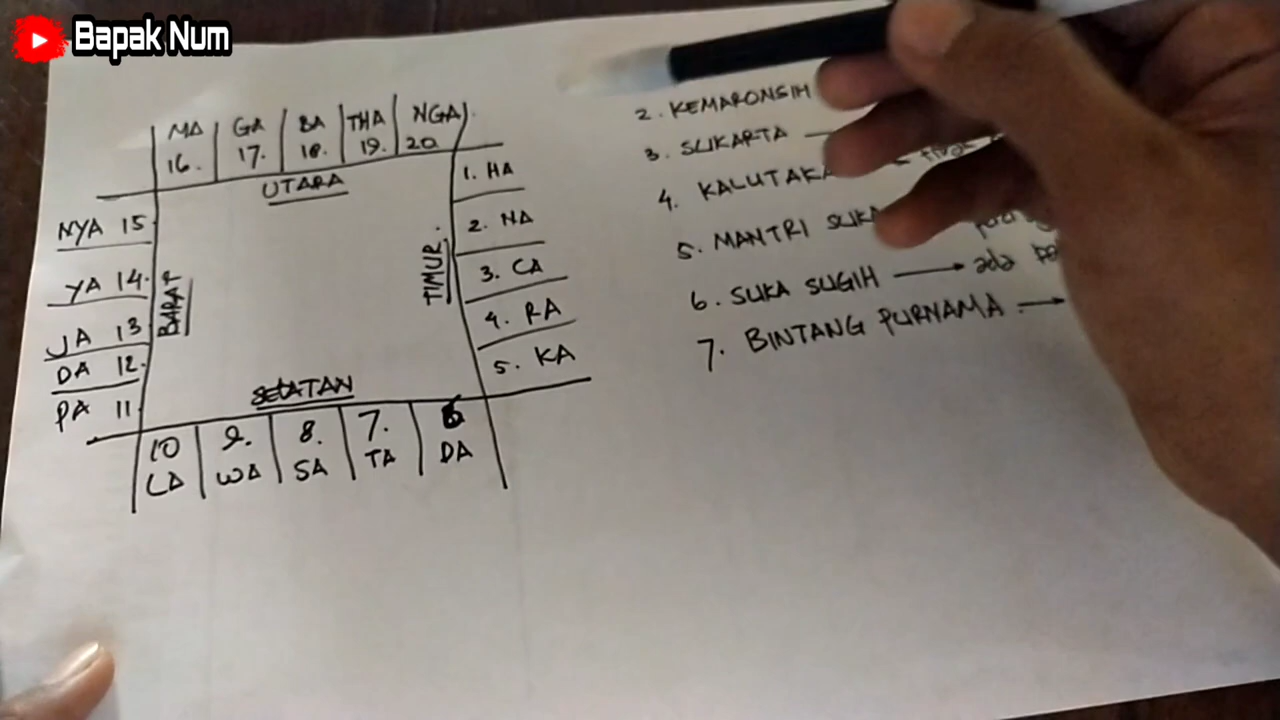 Bapak Num
MA GA BA THA NGA
16. 17. 18. 19. 20
UTARA
1. HA
2. NA
3. CA
4. RA
5. KA
TIMUR
NYA 15
YA 14.
JA 13
DA 12.
PA 11
BARAT
SELATAN
10 9. 8. 7. 6
LA WA SA TA DA
2. KEMARONSIH
3. SUKARTA
4. KALUTAKA
5. MANTRI SUKA
6. SUKA SUGIH → ada
7. BINTANG PURNAMA →